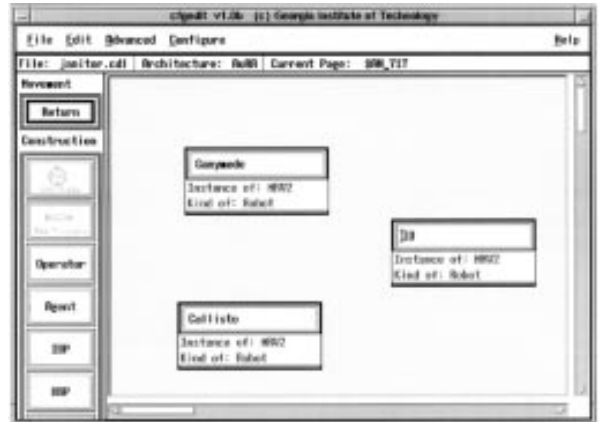 cfgedit v1.0b (c) Georgia Institute of Technology
File Edit Advanced Configure Help
File: janitor.cdl Architecture: AuRA Current Page:
Movement
Return
Construction
Operator
Agent
Ganymede
Instance of: MRV2
Kind of: Robot
IO
Instance of: MRV2
Kind of: Robot
Callisto
Instance of: MRV2
Kind of: Robot